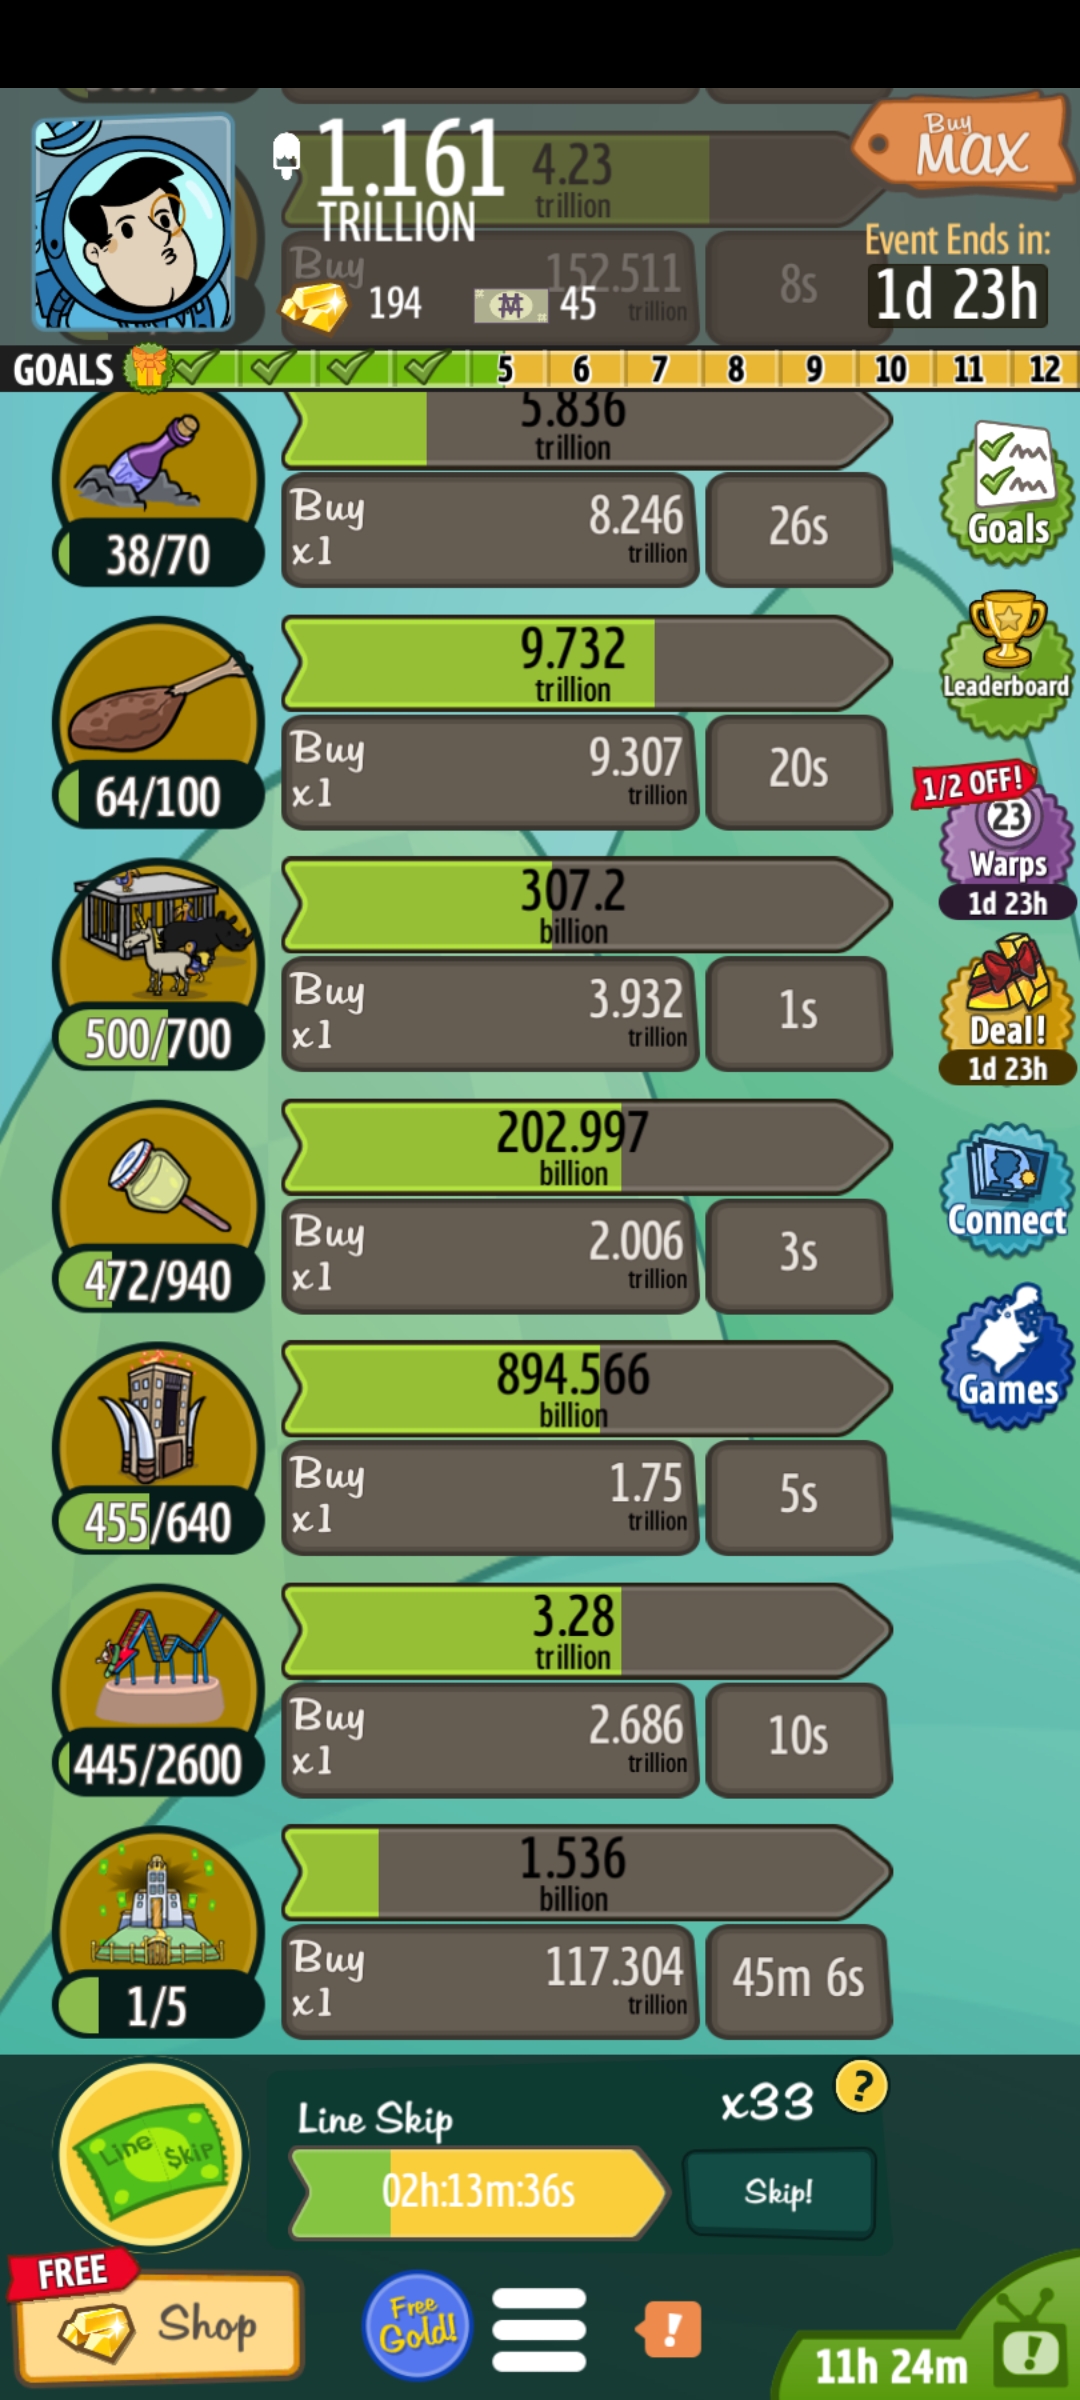 1.161
TRILLION
4.23
trillion
Buy
MAX
Buy
152.511
trillion
8s
194
45
Event Ends in:
1d 23h
GOALS
5
6
7
8
9
10
11
12
5.836
trillion
38/70
Buy
x1
8.246
trillion
26s
Goals
9.732
trillion
64/100
Buy
x1
9.307
trillion
20s
Leaderboard
1/2 OFF!
23
Warps
1d 23h
307.2
billion
500/700
Buy
x1
3.932
trillion
1s
Deal!
1d 23h
202.997
billion
472/940
Buy
x1
2.006
trillion
3s
Connect
894.566
billion
455/640
Buy
x1
1.75
trillion
5s
Games
3.28
trillion
445/2600
Buy
x1
2.686
trillion
10s
1.536
billion
1/5
Buy
x1
117.304
trillion
45m 6s
Line $kip
Line Skip
x33
?
02h:13m:36s
Skip!
FREE
Shop
Free
Gold!
!
11h 24m
!